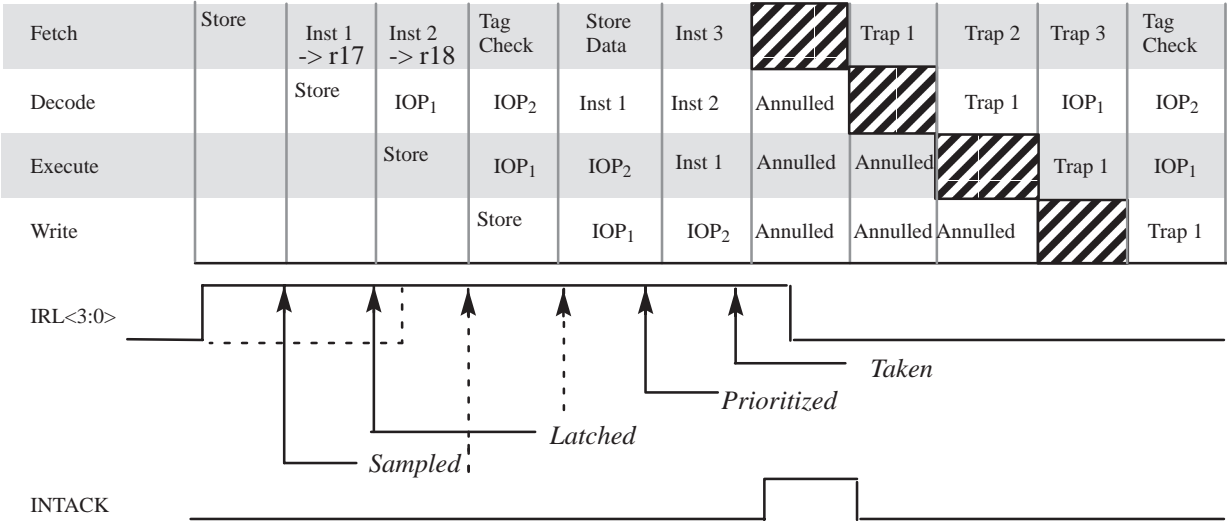 Fetch Store Inst 1 -> r17 Inst 2 -> r18 Tag Check Store Data Inst 3 Trap 1 Trap 2 Trap 3 Tag Check
Decode Store IOP1 IOP2 Inst 1 Inst 2 Annulled Trap 1 IOP1 IOP2
Execute Store IOP1 IOP2 Inst 1 Annulled Annulled Trap 1 IOP1
Write Store IOP1 IOP2 Annulled Annulled Annulled Trap 1
IRL<3:0>
Taken
Prioritized
Latched
Sampled
INTACK